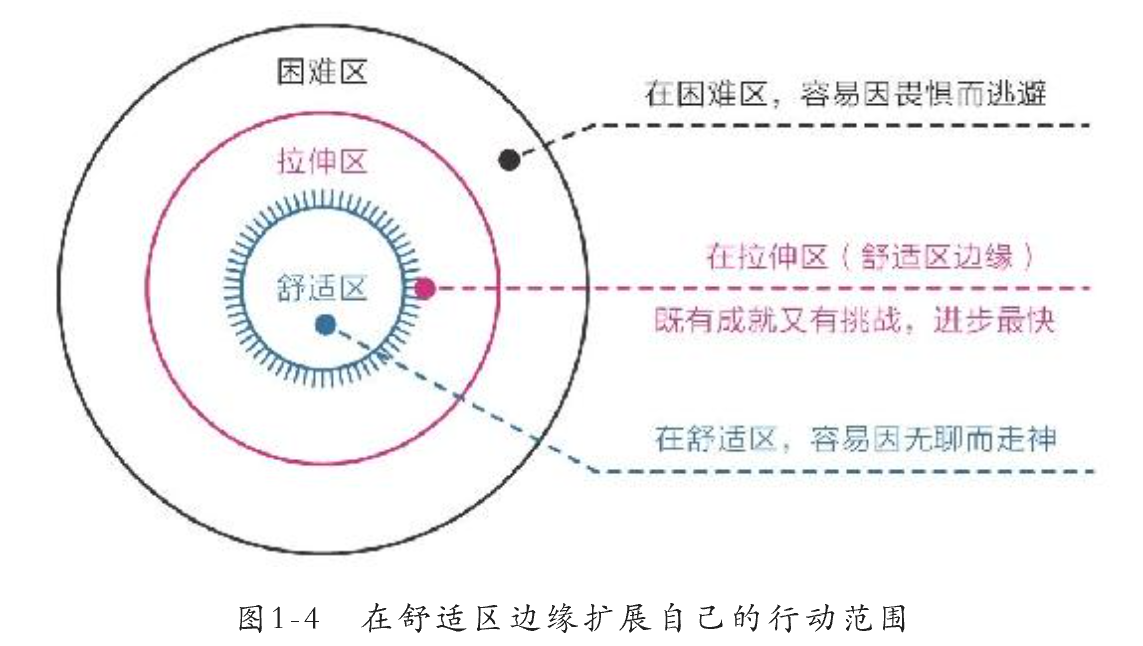 困难区
在困难区，容易因畏惧而逃避
拉伸区
在拉伸区（舒适区边缘）
舒适区
既有成就又有挑战，进步最快
在舒适区，容易因无聊而走神
图1-4 在舒适区边缘扩展自己的行动范围